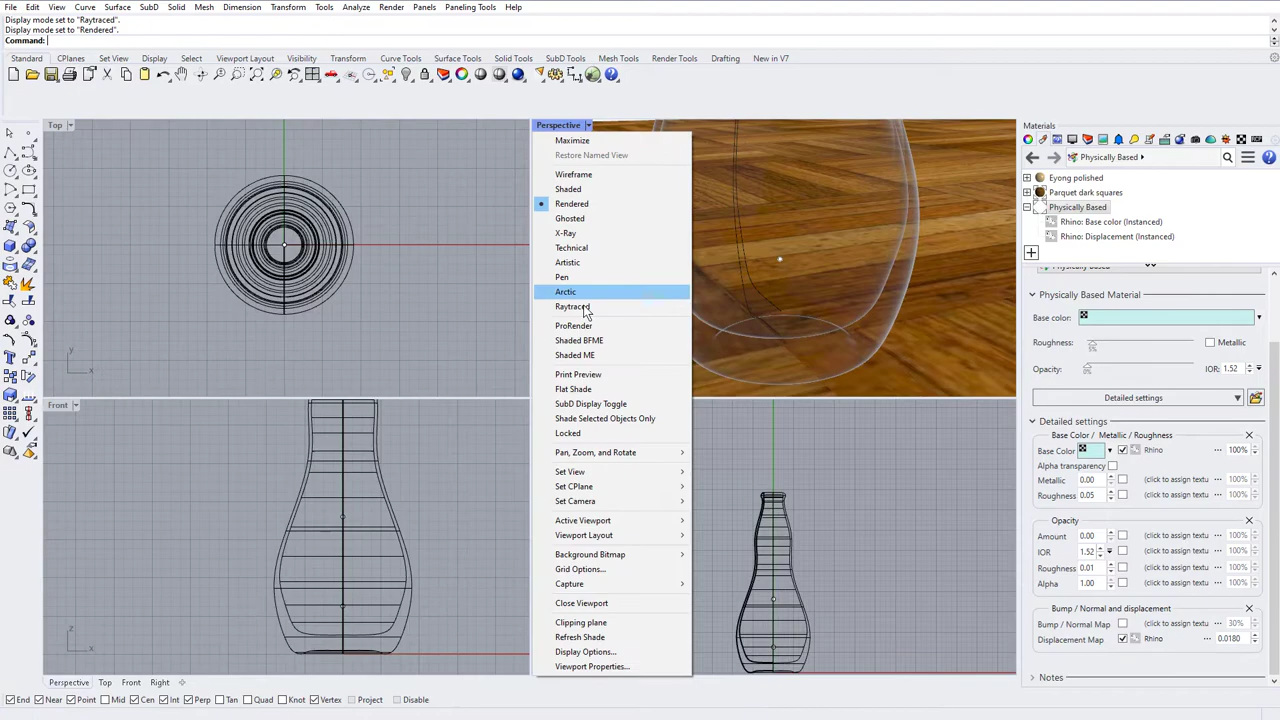 File Edit View Curve Surface SubD Solid Mesh Dimension Transform Tools Analyze Render Panels Paneling Tools Help
Display mode set to "Raytraced".
Display mode set to "Rendered".
Command:
Standard CPlanes Set View Display Select Viewport Layout Visibility Transform Curve Tools Surface Tools Solid Tools SubD Tools Mesh Tools Render Tools Drafting New in V7
Top
y
x
Front
z
x
Perspective
Maximize
Restore Named View
Wireframe
Shaded
Rendered
Ghosted
X-Ray
Technical
Artistic
Pen
Arctic
Raytraced
ProRender
Shaded BFME
Shaded ME
Print Preview
Flat Shade
SubD Display Toggle
Shade Selected Objects Only
Locked
Pan, Zoom, and Rotate
Set View
Set CPlane
Set Camera
Active Viewport
Viewport Layout
Background Bitmap
Grid Options...
Capture
Close Viewport
Clipping plane
Refresh Shade
Display Options...
Viewport Properties...
Materials
Physically Based
Eyong polished
Parquet dark squares
Physically Based
Rhino: Base color (Instanced)
Rhino: Displacement (Instanced)
Physically Based Material
Base color:
Roughness: 5% Metallic
Opacity: 0% IOR: 1.52
Detailed settings
Detailed settings
Base Color / Metallic / Roughness
Base Color Rhino 100%
Alpha transparency
Metallic 0.00 (click to assign textu ··· 100%
Roughness 0.05 (click to assign textu ··· 100%
Opacity
Amount 0.00 (click to assign textu ··· 100%
IOR 1.52 (click to assign textu ··· 100%
Roughness 0.01 (click to assign textu ··· 100%
Alpha 1.00 (click to assign textu ··· 100%
Bump / Normal and displacement
Bump / Normal Map (click to assign textu ··· 30%
Displacement Map Rhino ··· 0.0180
Notes
Perspective Top Front Right
End Near Point Mid Cen Int Perp Tan Quad Knot Vertex Project Disable